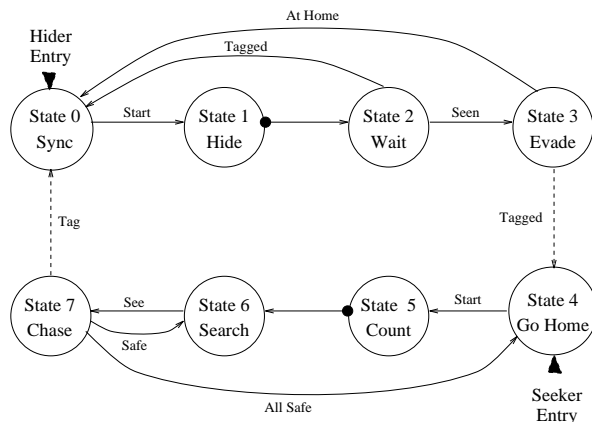 At Home
Hider
Entry
Tagged
State 0
Sync
Start
State 1
Hide
State 2
Wait
Seen
State 3
Evade
Tag
Tagged
State 7
Chase
See
Safe
State 6
Search
State 5
Count
Start
State 4
Go Home
All Safe
Seeker
Entry